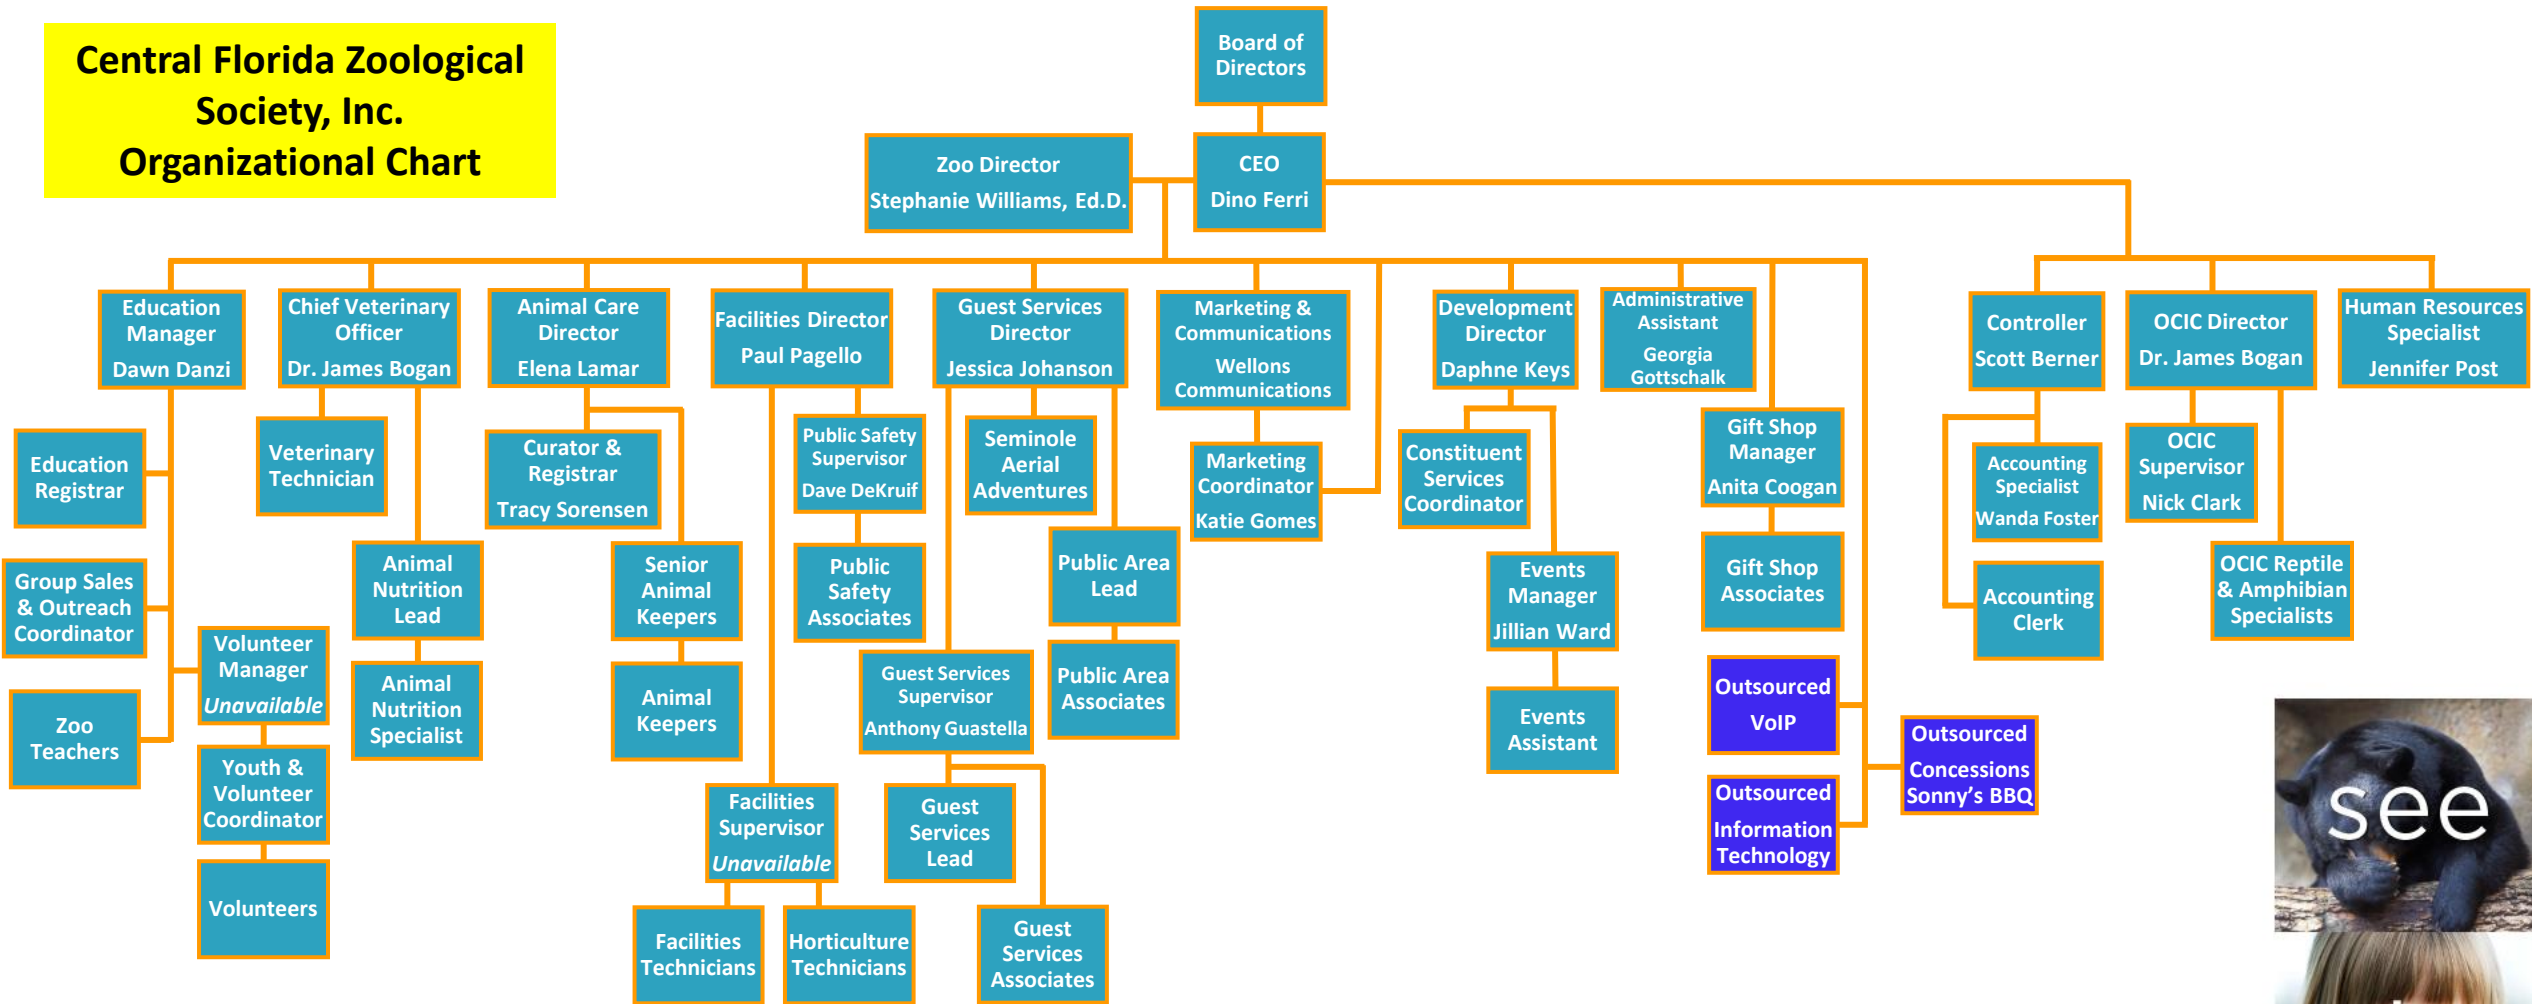 Central Florida Zoological
Society, Inc.
Organizational Chart
Board of
Directors
Zoo Director
Stephanie Williams, Ed.D.
CEO
Dino Ferri
Education
Manager
Dawn Danzi
Chief Veterinary
Officer
Dr. James Bogan
Animal Care
Director
Elena Lamar
Facilities Director
Paul Pagello
Guest Services
Director
Jessica Johanson
Marketing &
Communications
Wellons
Communications
Development
Director
Daphne Keys
Administrative
Assistant
Georgia
Gottschalk
Controller
Scott Berner
OCIC Director
Dr. James Bogan
Human Resources
Specialist
Jennifer Post
Education
Registrar
Veterinary
Technician
Curator &
Registrar
Tracy Sorensen
Public Safety
Supervisor
Dave DeKruif
Seminole
Aerial
Adventures
Marketing
Coordinator
Katie Gomes
Constituent
Services
Coordinator
Gift Shop
Manager
Anita Coogan
Accounting
Specialist
Wanda Foster
OCIC
Supervisor
Nick Clark
Group Sales
& Outreach
Coordinator
Animal
Nutrition
Lead
Senior
Animal
Keepers
Public
Safety
Associates
Public Area
Lead
Events
Manager
Jillian Ward
Gift Shop
Associates
Accounting
Clerk
OCIC Reptile
& Amphibian
Specialists
Volunteer
Manager
Unavailable
Zoo
Teachers
Animal
Nutrition
Specialist
Animal
Keepers
Guest Services
Supervisor
Anthony Guastella
Public Area
Associates
Events
Assistant
Outsourced
VoIP
Outsourced
Concessions
Sonny's BBQ
Youth &
Volunteer
Coordinator
Facilities
Supervisor
Unavailable
Guest
Services
Lead
Outsourced
Information
Technology
see
Volunteers
Facilities
Technicians
Horticulture
Technicians
Guest
Services
Associates